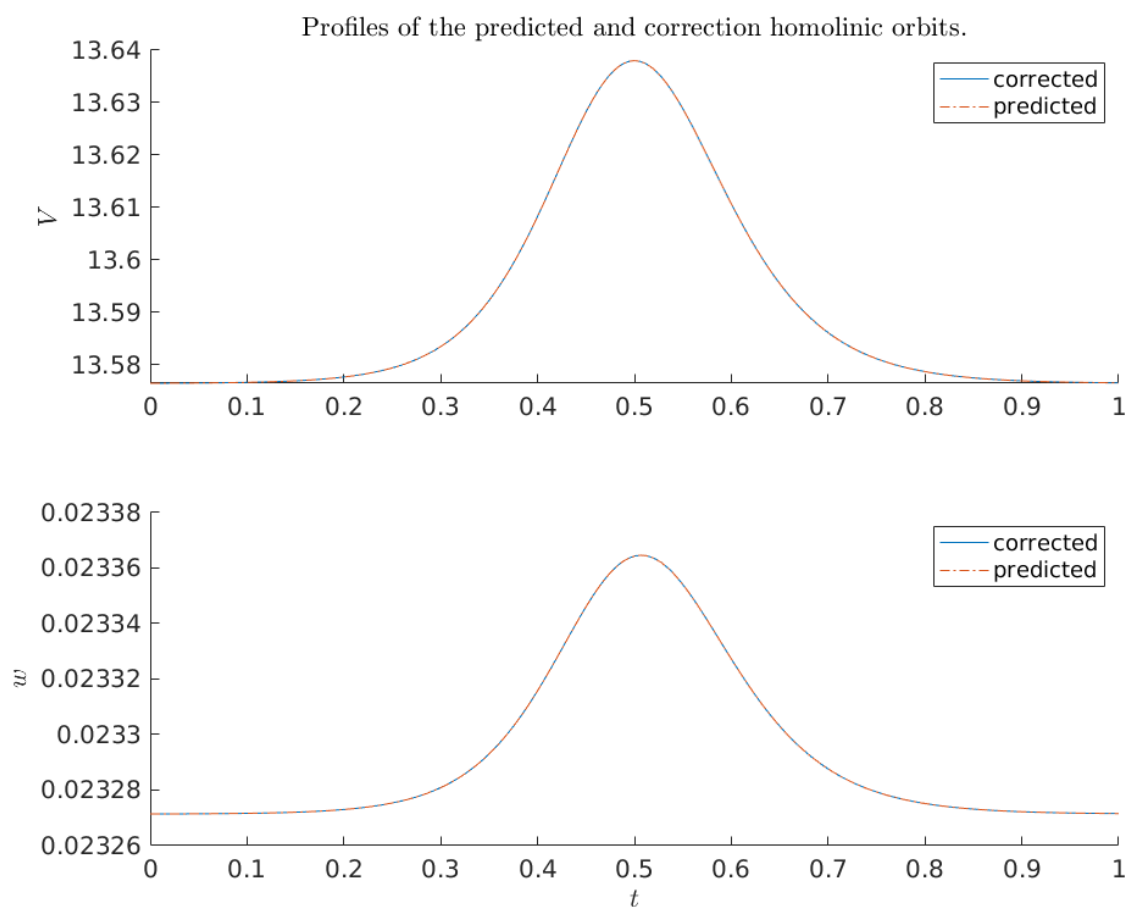 Profiles of the predicted and correction homolinic orbits.
13.64
13.63
13.62
13.61
13.6
13.59
13.58
V
corrected
predicted
0 0.1 0.2 0.3 0.4 0.5 0.6 0.7 0.8 0.9 1
0.02338
0.02336
0.02334
0.02332
0.0233
0.02328
0.02326
w
corrected
predicted
0 0.1 0.2 0.3 0.4 0.5 0.6 0.7 0.8 0.9 1
t